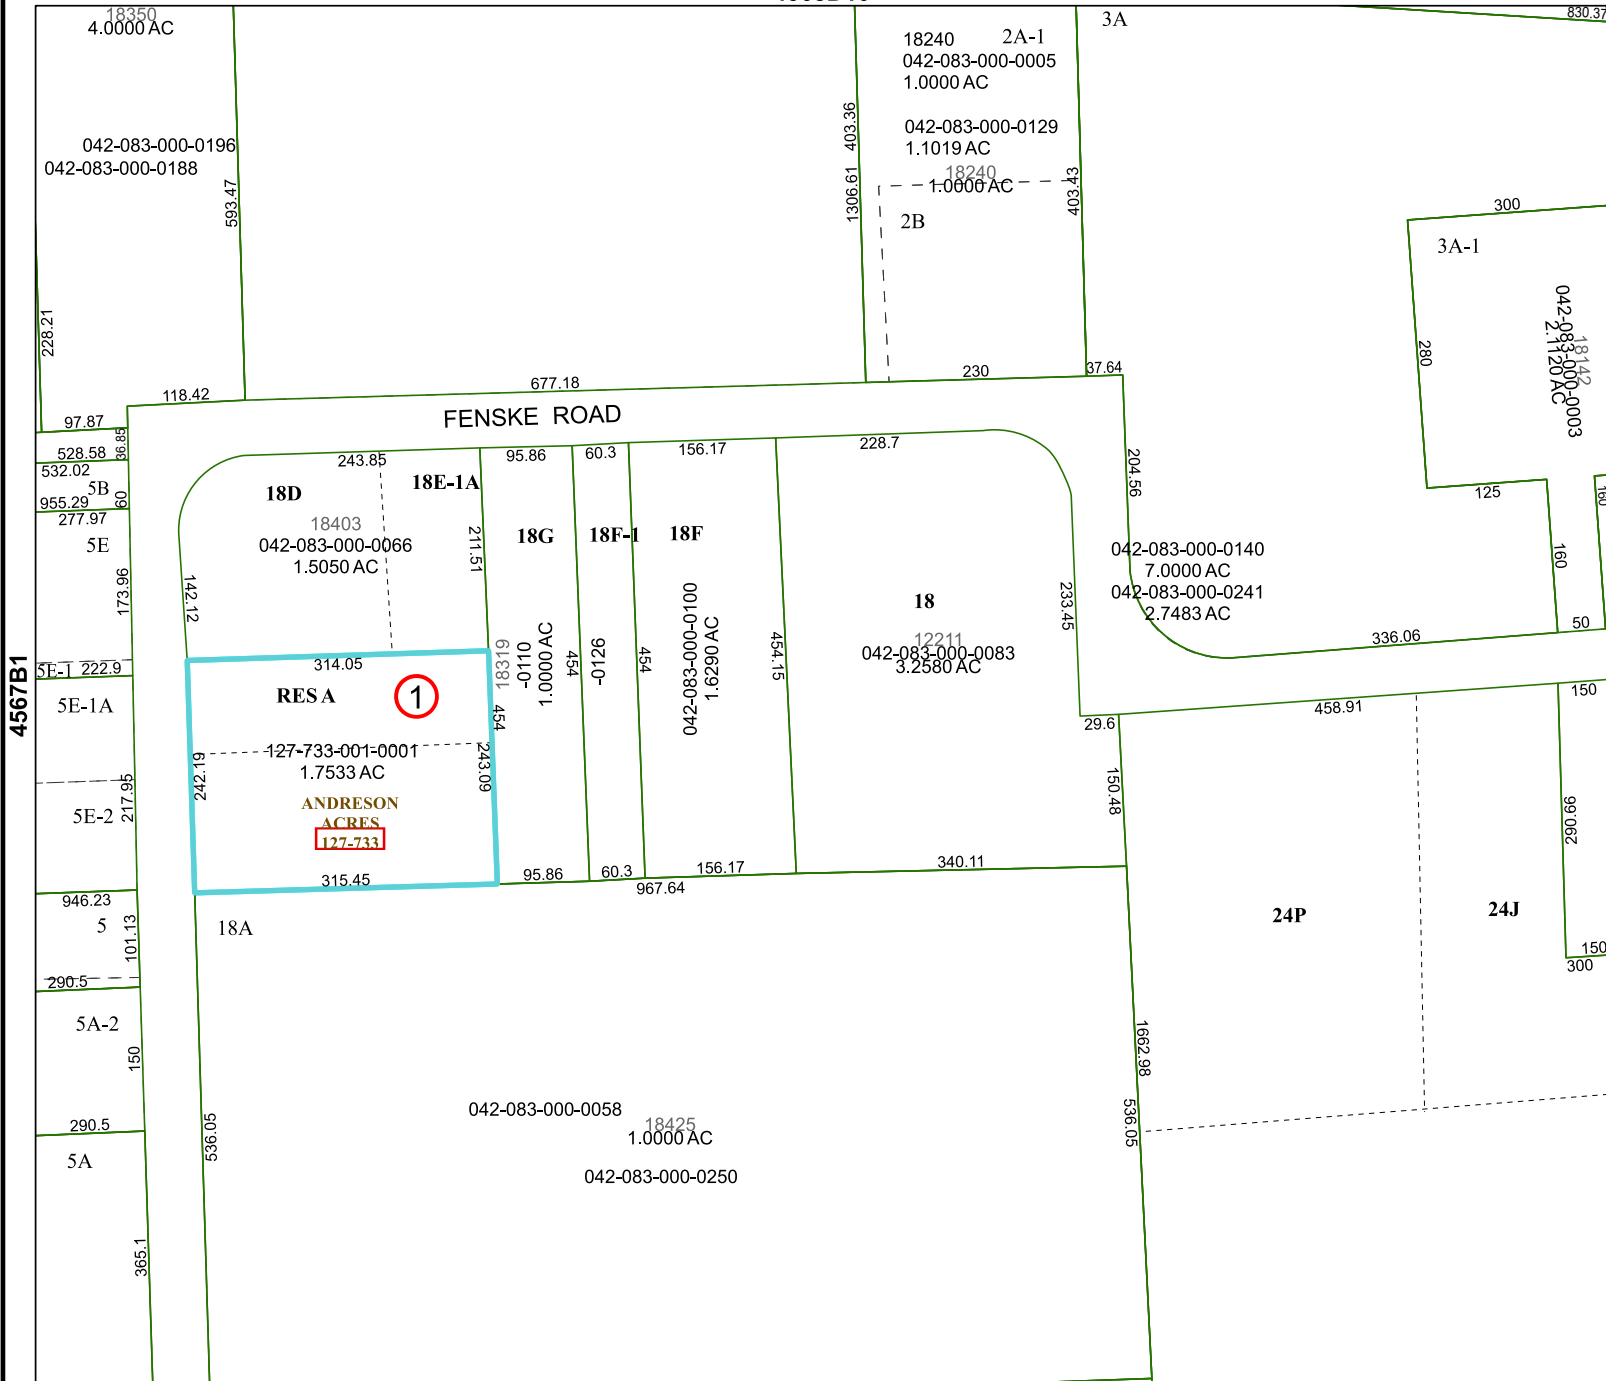 18350
4.0000 AC
3A
830.37
18240
2A-1
042-083-000-0005
1.0000 AC
403.36
042-083-000-0129
1.1019 AC
18240
1.0000 AC
403.43
1306.61
2B
042-083-000-0196
042-083-000-0188
593.47
228.21
300
3A-1
280
18142
042-083-000-0003
2.1120 AC
125
160
160
50
118.42
677.18
230
37.64
FENSKE ROAD
97.87
36.85
528.58
532.02
5B
60
955.29
277.97
5E
173.96
5E-1
222.9
5E-1A
4567B1
217.95
5E-2
946.23
5
101.13
290.5
5A-2
150
290.5
5A
365.1
243.85
95.86
60.3
156.17
228.7
204.56
18D
18E-1A
18403
042-083-000-0066
1.5050 AC
211.51
142.12
18G
18F-1
18F
18319
-0110
1.0000 AC
454
454
-0126
454
042-083-000-0100
1.6290 AC
454.15
18
12211
042-083-000-0083
3.2580 AC
233.45
042-083-000-0140
7.0000 AC
042-083-000-0241
2.7483 AC
336.06
314.05
RES A
1
127-733-001-0001
1.7533 AC
242.19
243.09
ANDRESON
ACRES
127-733
315.45
95.86
60.3
156.17
340.11
967.64
29.6
458.91
150
150.48
290.66
24P
24J
150
300
18A
536.05
1662.98
536.05
042-083-000-0058
18425
1.0000 AC
042-083-000-0250